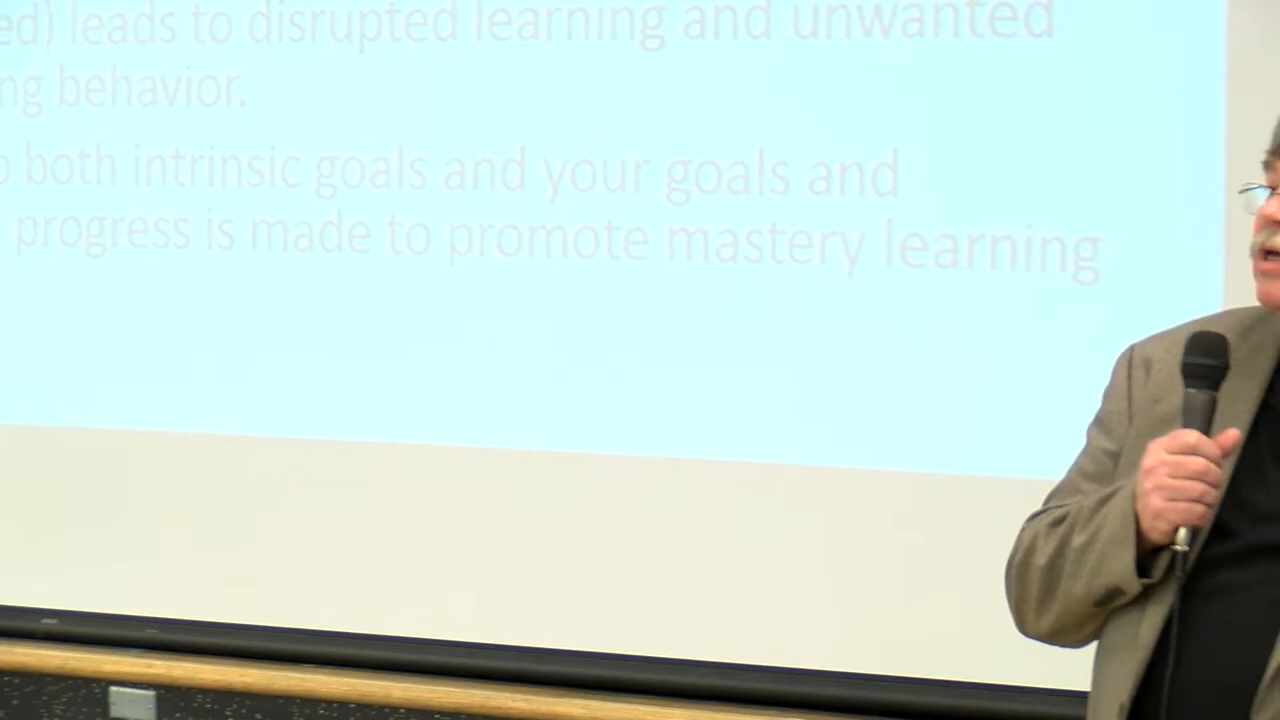 ed) leads to disrupted learning and unwanted
ng behavior.
both intrinsic goals and your goals and
progress is made to promote mastery learning